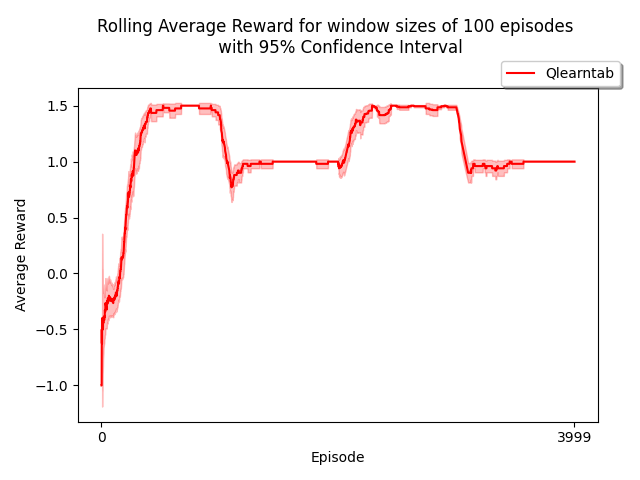 Rolling Average Reward for window sizes of 100 episodes
with 95% Confidence Interval
Qlearntab
1.5
1.0
0.5
0.0
−0.5
−1.0
Average Reward
0
3999
Episode